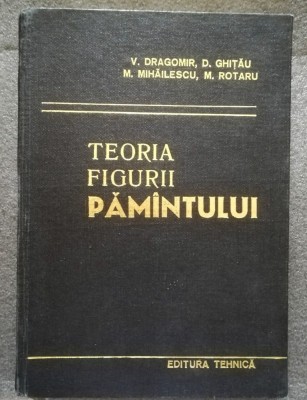 V. DRAGOMIR, D. GHIȚĂU
M. MIHĂILESCU, M. ROTARU
TEORIA
FIGURII
PĂMÎNTULUI
EDITURA TEHNICĂ